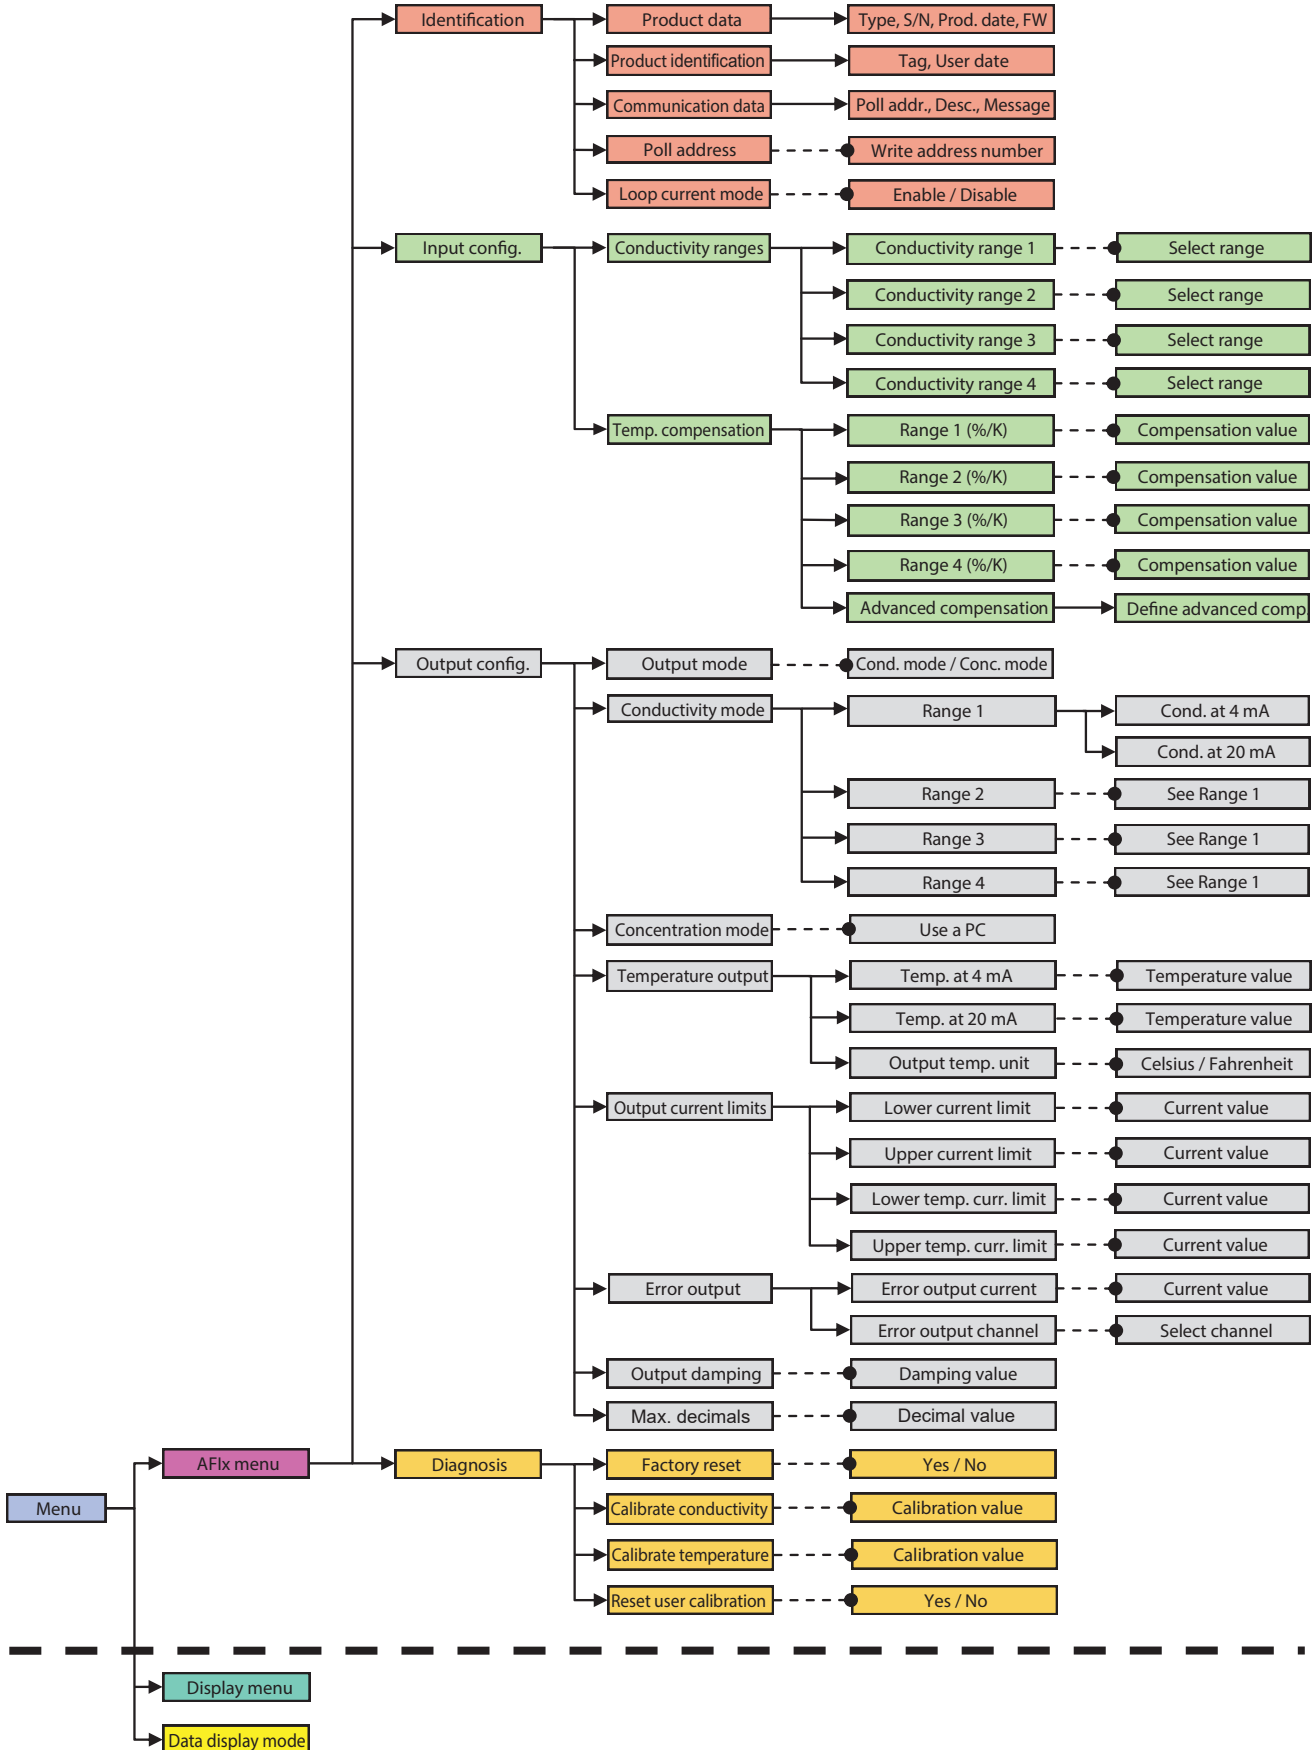 Identification
Product data
Type, S/N, Prod. date, FW
Product identification
Tag, User date
Communication data
Poll addr., Desc., Message
Poll address
Write address number
Loop current mode
Enable / Disable
Input config.
Conductivity ranges
Conductivity range 1
Select range
Conductivity range 2
Select range
Conductivity range 3
Select range
Conductivity range 4
Select range
Temp. compensation
Range 1 (%/K)
Compensation value
Range 2 (%/K)
Compensation value
Range 3 (%/K)
Compensation value
Range 4 (%/K)
Compensation value
Advanced compensation
Define advanced comp.
Output config.
Output mode
Cond. mode / Conc. mode
Conductivity mode
Range 1
Cond. at 4 mA
Cond. at 20 mA
Range 2
See Range 1
Range 3
See Range 1
Range 4
See Range 1
Concentration mode
Use a PC
Temperature output
Temp. at 4 mA
Temperature value
Temp. at 20 mA
Temperature value
Output temp. unit
Celsius / Fahrenheit
Output current limits
Lower current limit
Current value
Upper current limit
Current value
Lower temp. curr. limit
Current value
Upper temp. curr. limit
Current value
Error output
Error output current
Current value
Error output channel
Select channel
Output damping
Damping value
Max. decimals
Decimal value
AFIx menu
Diagnosis
Factory reset
Yes / No
Menu
Calibrate conductivity
Calibration value
Calibrate temperature
Calibration value
Reset user calibration
Yes / No
Display menu
Data display mode